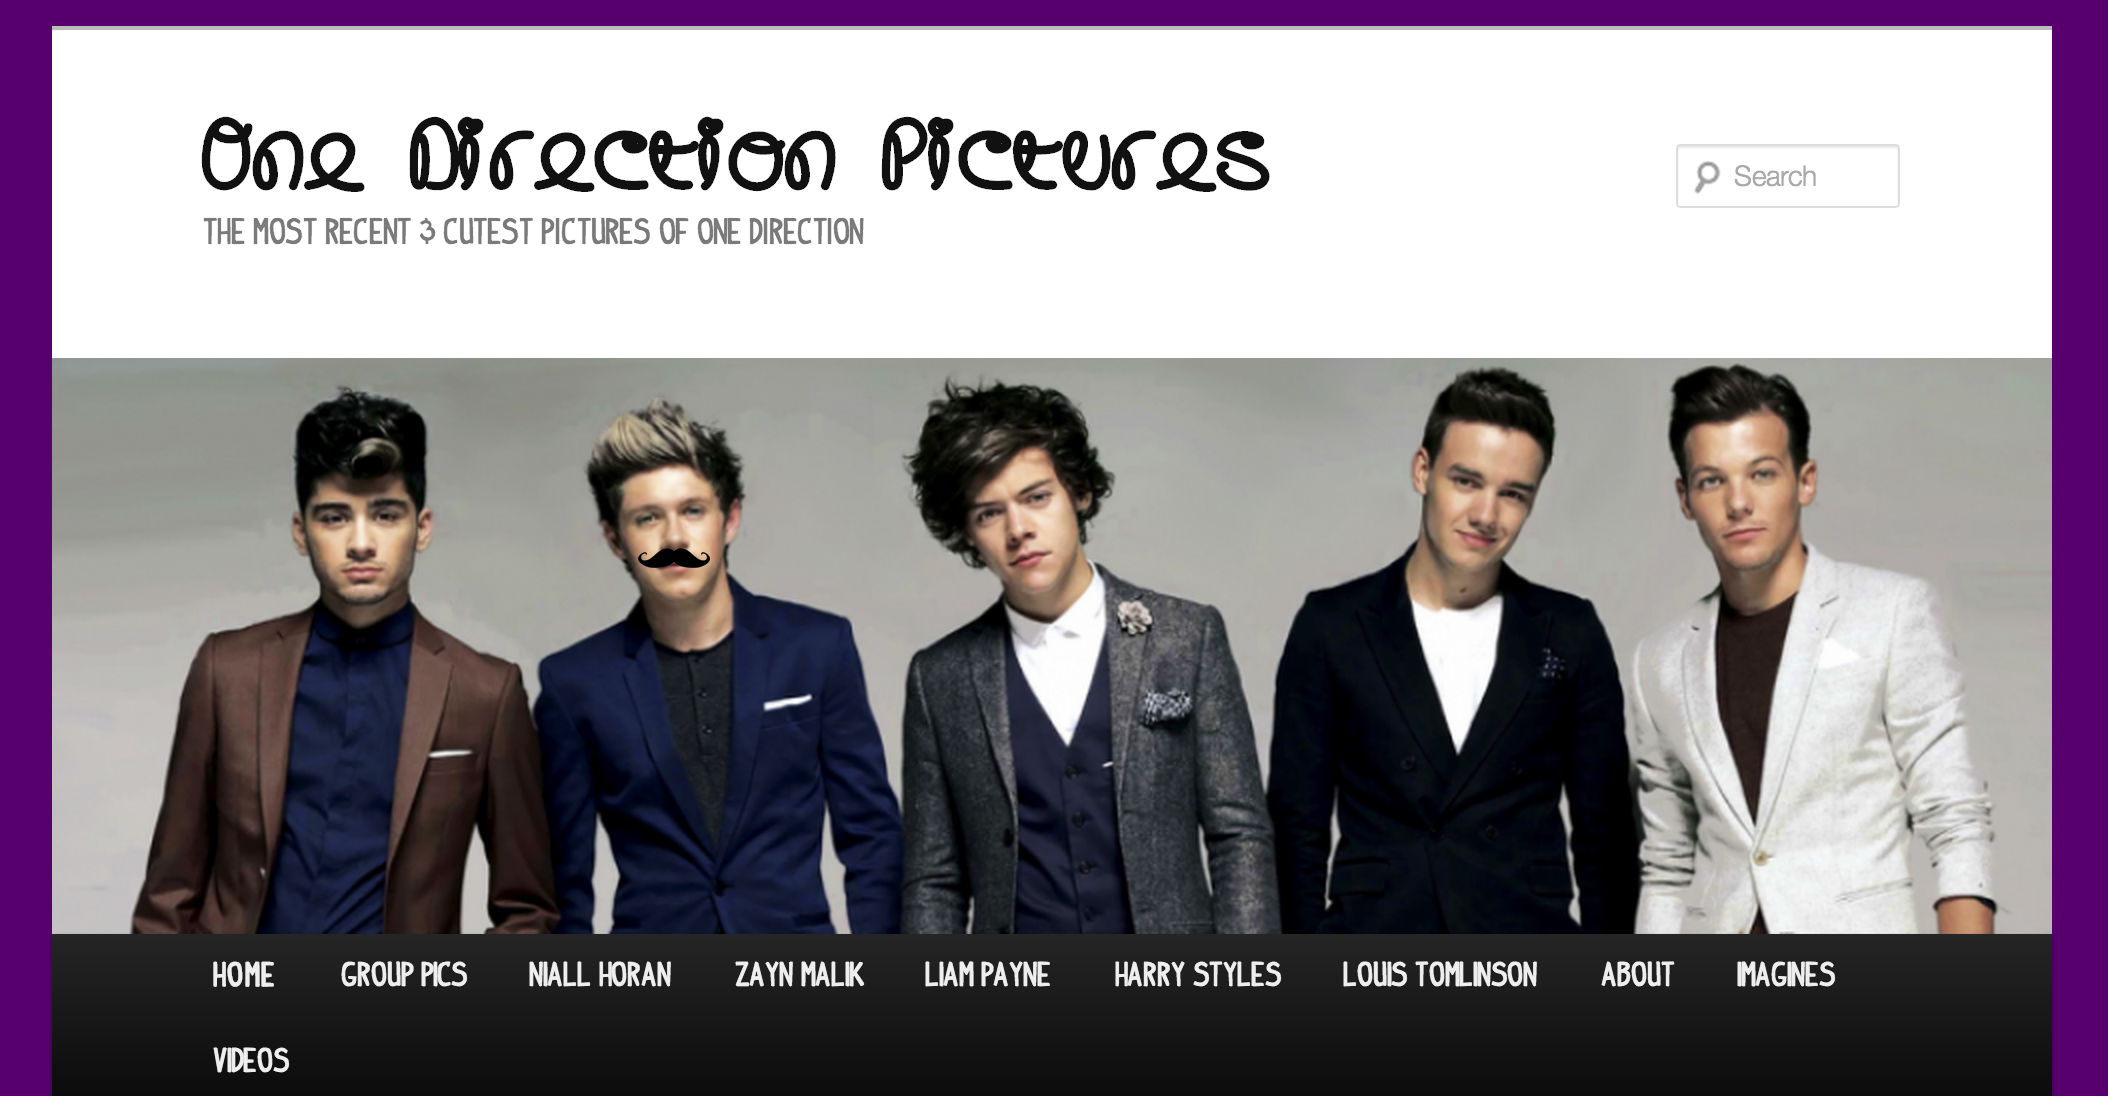 One Direction Pictures
THE MOST RECENT & CUTEST PICTURES OF ONE DIRECTION
Search
HOME GROUP PICS NIALL HORAN ZAYN MALIK LIAM PAYNE HARRY STYLES LOUIS TOMLINSON ABOUT IMAGINES
VIDEOS